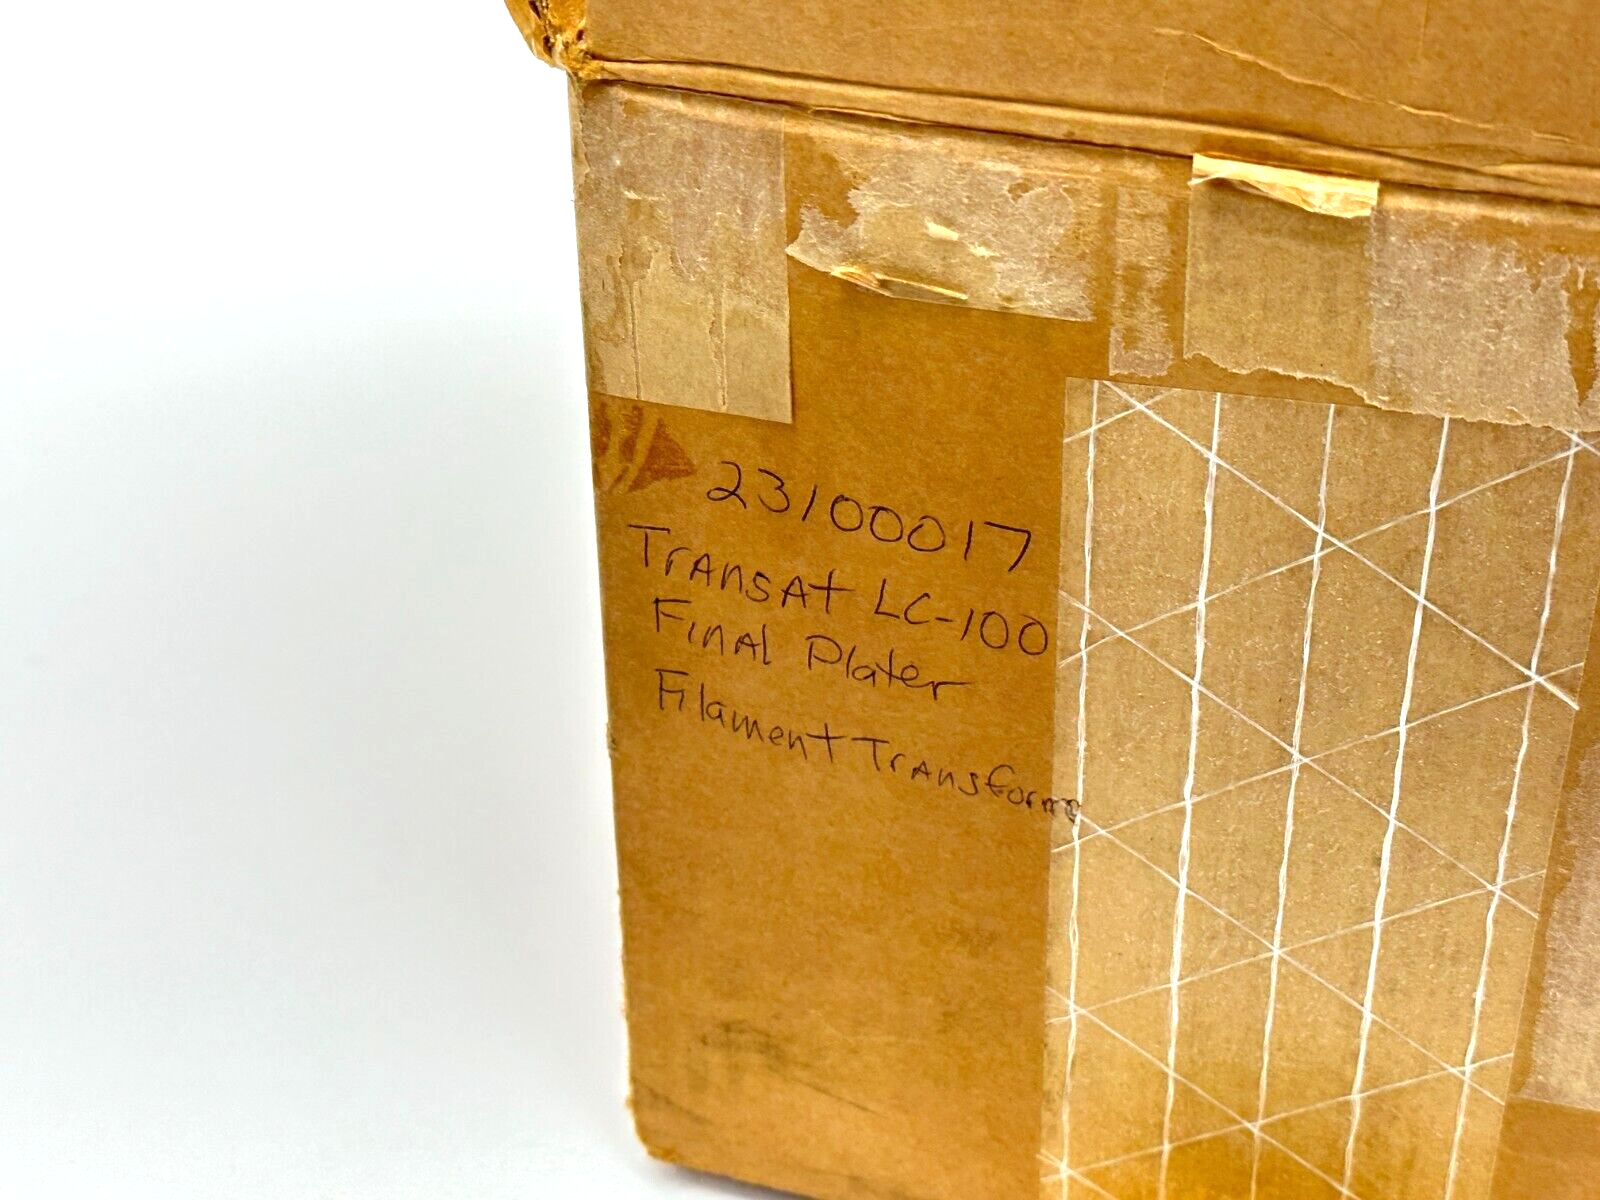 23100017
TransAt LC-100
Final Plater
Filament Transforme